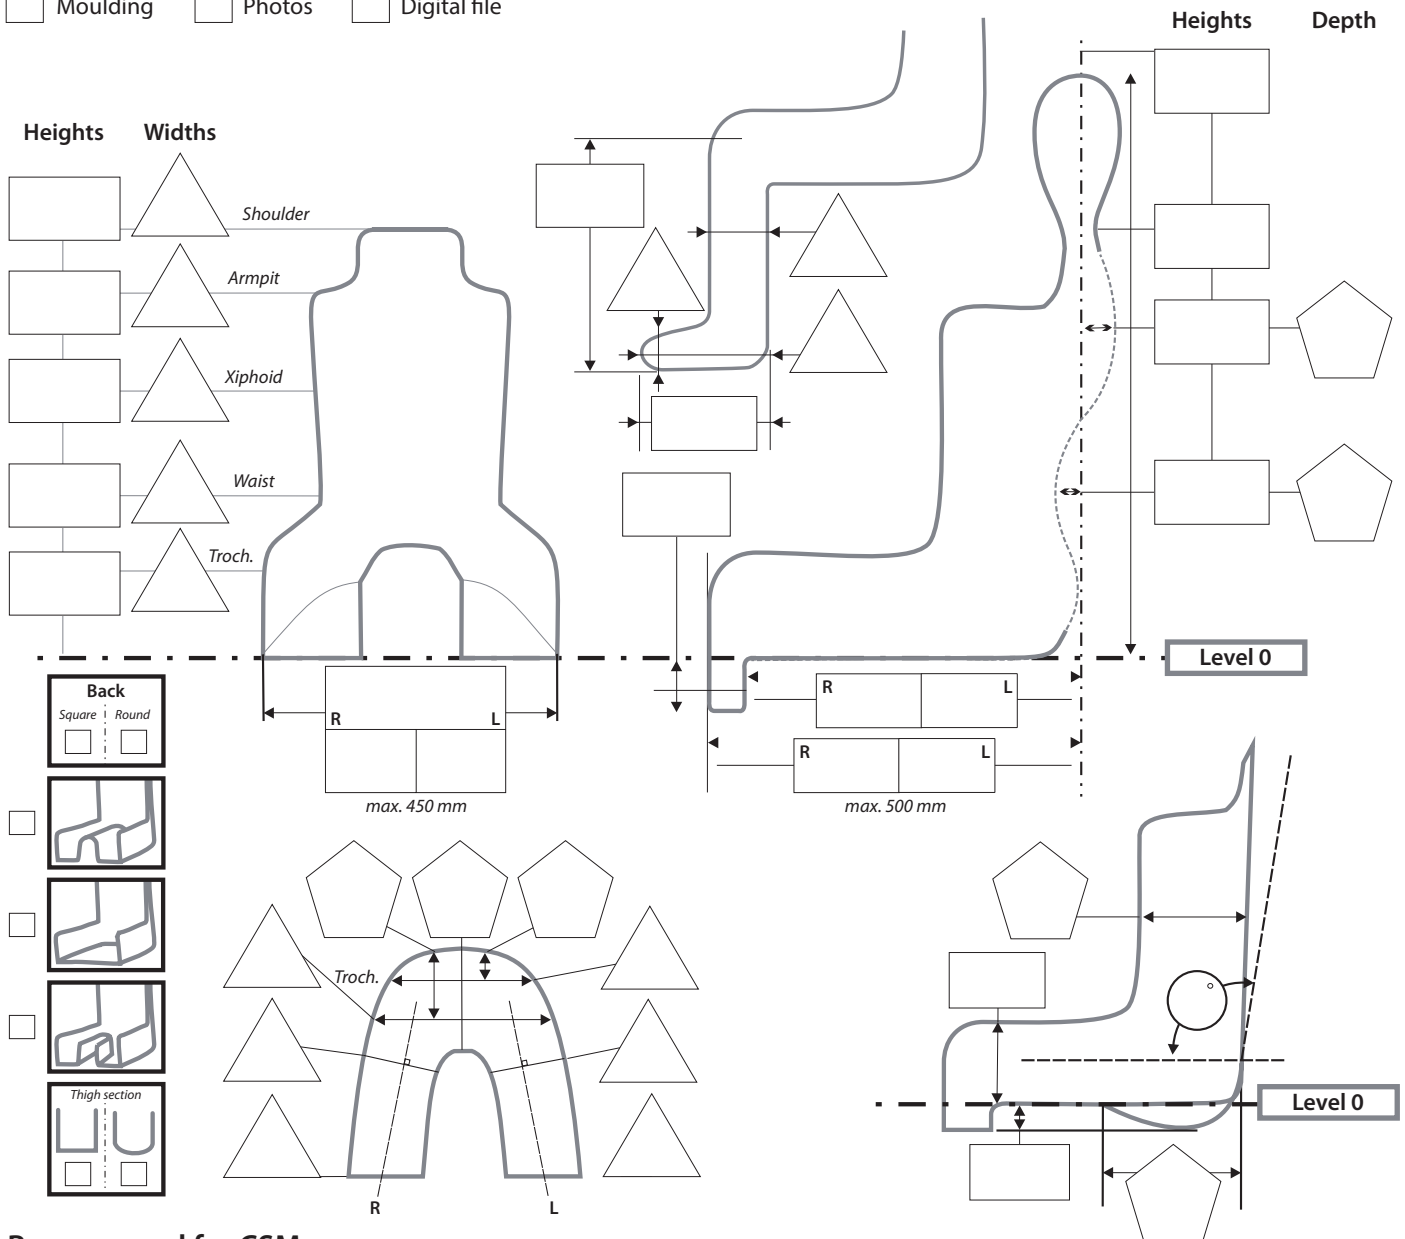 Moulding Photos Digital file
Heights Depth
Heights Widths
Shoulder
Armpit
Xiphoid
Waist
Troch.
Level 0
Back
Square Round
R L
R L
R L
max. 450 mm max. 500 mm
Troch.
Thigh section
Level 0
R L